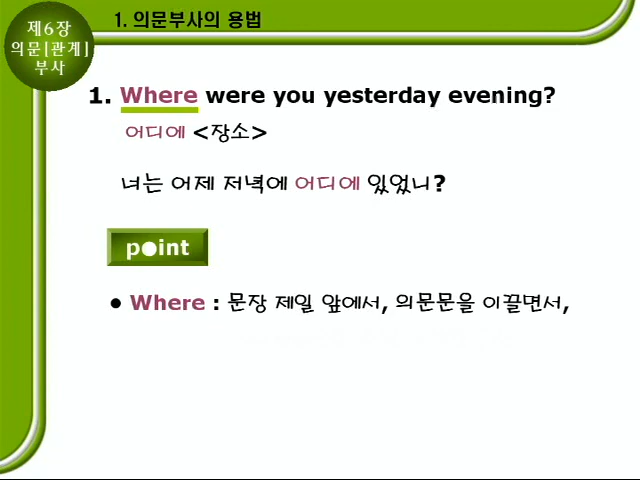 제6장
의문[관계]
부사
1. 의문부사의 용법
1. Where were you yesterday evening?
어디에 <장소>
너는 어제 저녁에 어디에 있었니?
point
● Where : 문장 제일 앞에서, 의문문을 이끌면서,